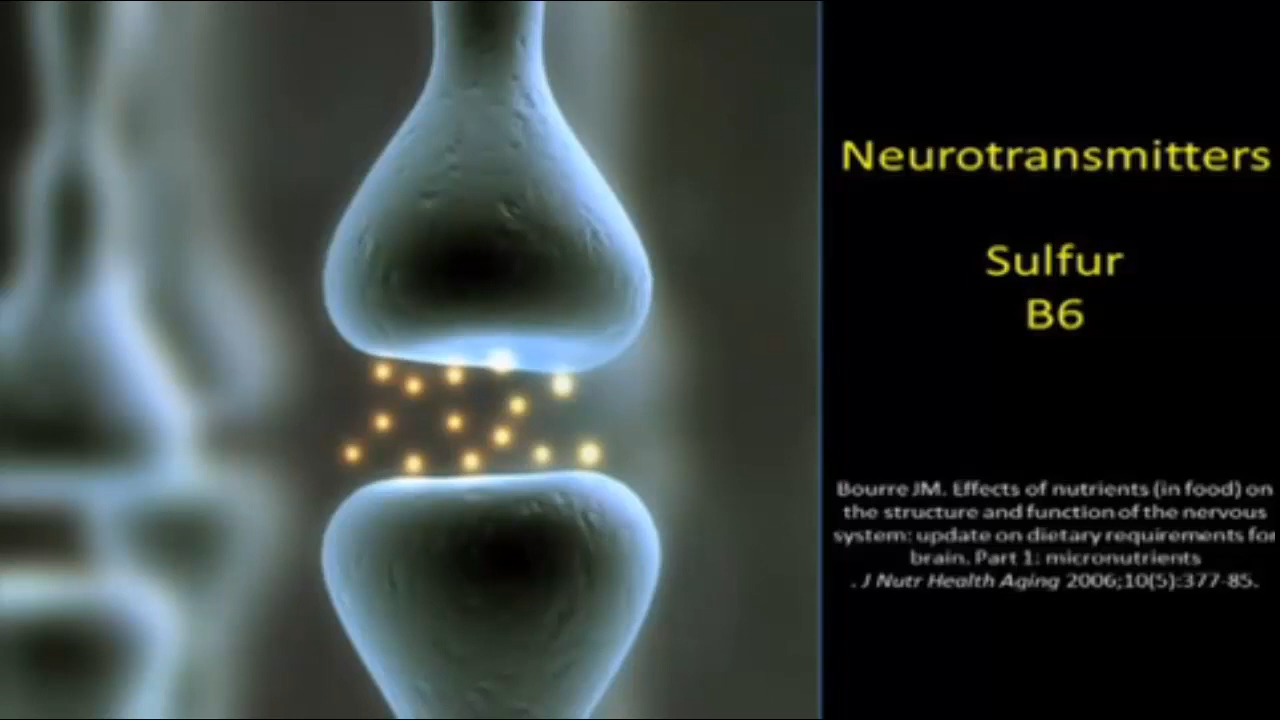 Neurotransmitters
Sulfur
B6
Bourre JM. Effects of nutrients (in food) on
the structure and function of the nervous
system: update on dietary requirements for
brain. Part 1: micronutrients
. J Nutr Health Aging 2006;10(5):377-85.